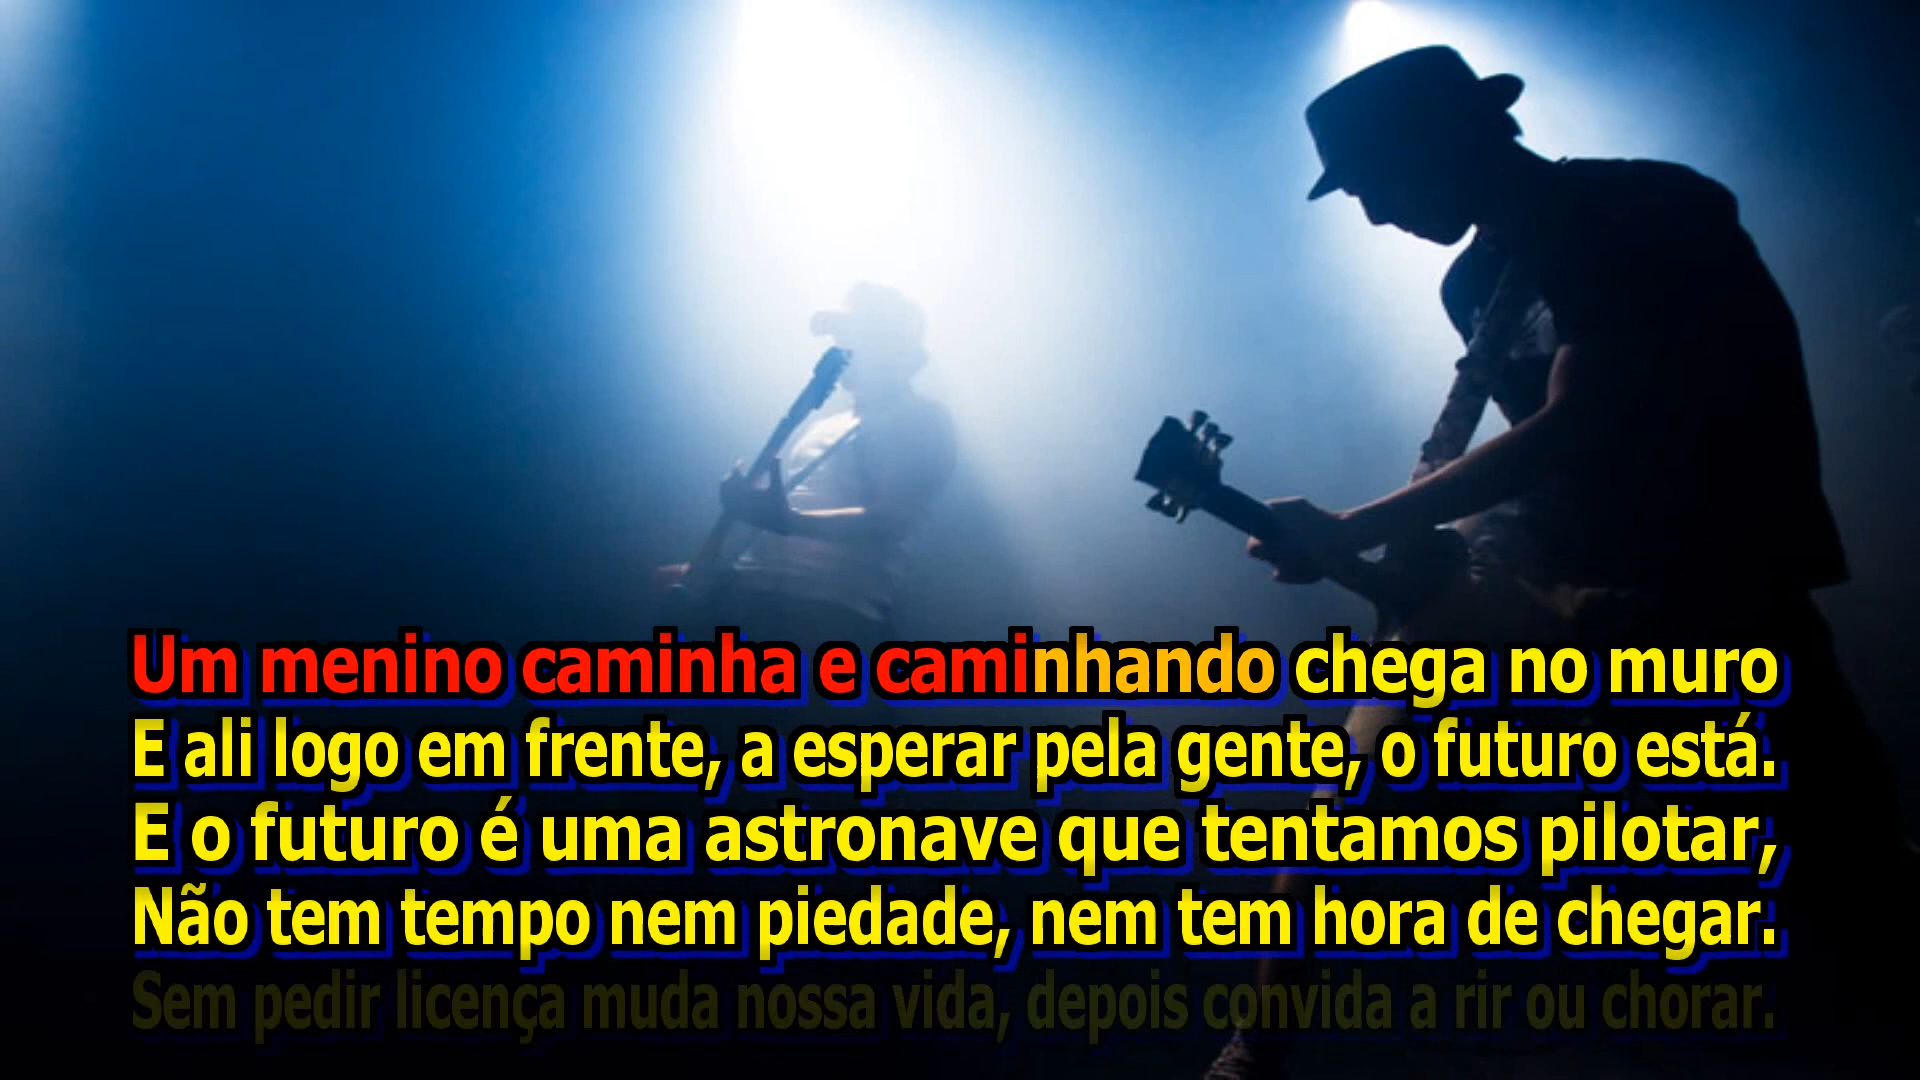 Um menino caminha e caminhando chega no muro
E ali logo em frente, a esperar pela gente, o futuro está.
E o futuro é uma astronave que tentamos pilotar,
Não tem tempo nem piedade, nem tem hora de chegar.
Sem pedir licença muda nossa vida, depois convida a rir ou chorar.